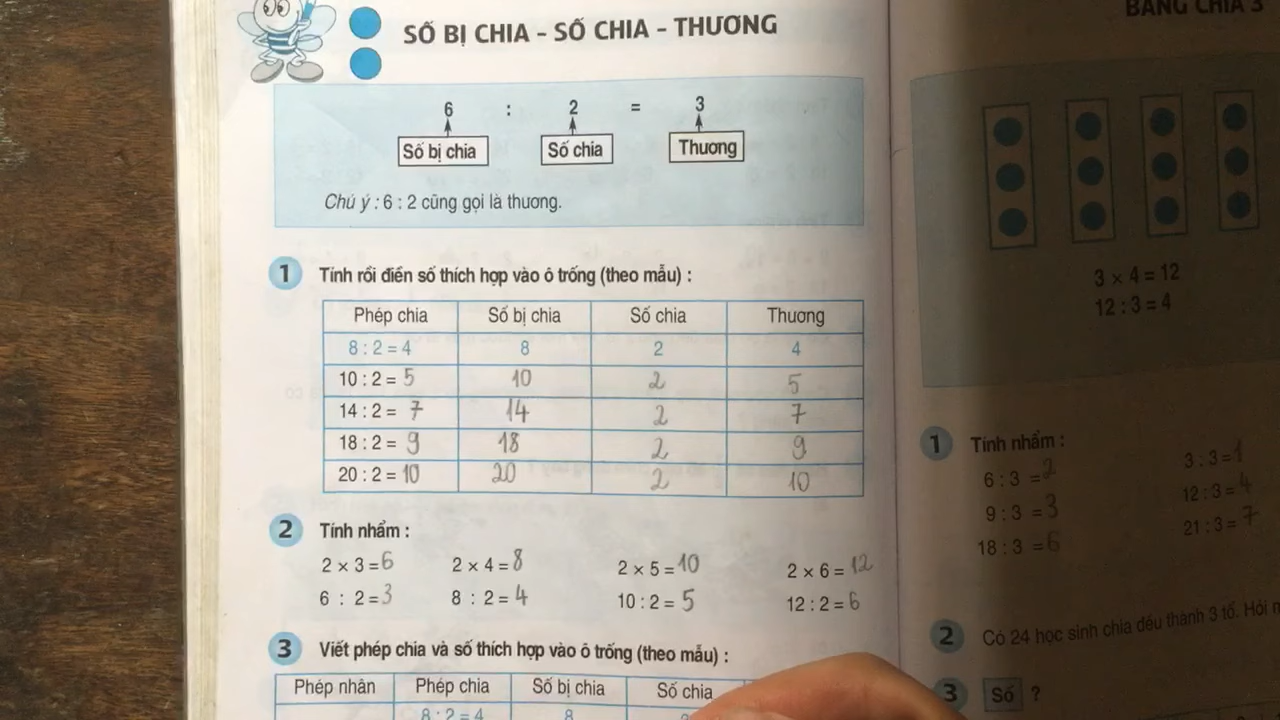 SỐ BỊ CHIA - SỐ CHIA - THƯƠNG
6 : 2 = 3
Số bị chia Số chia Thương
Chú ý : 6 : 2 cũng gọi là thương.
1 Tính rồi điền số thích hợp vào ô trống (theo mẫu) :
Phép chia Số bị chia Số chia Thương
8 : 2 = 4 8 2 4
10 : 2 = 5 10 2 5
14 : 2 = 7 14 2 7
18 : 2 = 9 18 2 9
20 : 2 = 10 20 2 10
2 Tính nhẩm :
2 × 3 = 6 2 × 4 = 8 2 × 5 = 10 2 × 6 = 12
6 : 2 = 3 8 : 2 = 4 10 : 2 = 5 12 : 2 = 6
3 Viết phép chia và số thích hợp vào ô trống (theo mẫu) :
Phép nhân Phép chia Số bị chia Số chia
8 : 2 = 4 8
BẢNG CHIA 3
3 × 4 = 12
12 : 3 = 4
1 Tính nhẩm :
6 : 3 = 2 3 : 3 = 1
9 : 3 = 3 12 : 3 = 4
18 : 3 = 6 21 : 3 = 7
2 Có 24 học sinh chia đều thành 3 tổ. Hỏi
3 Số ?